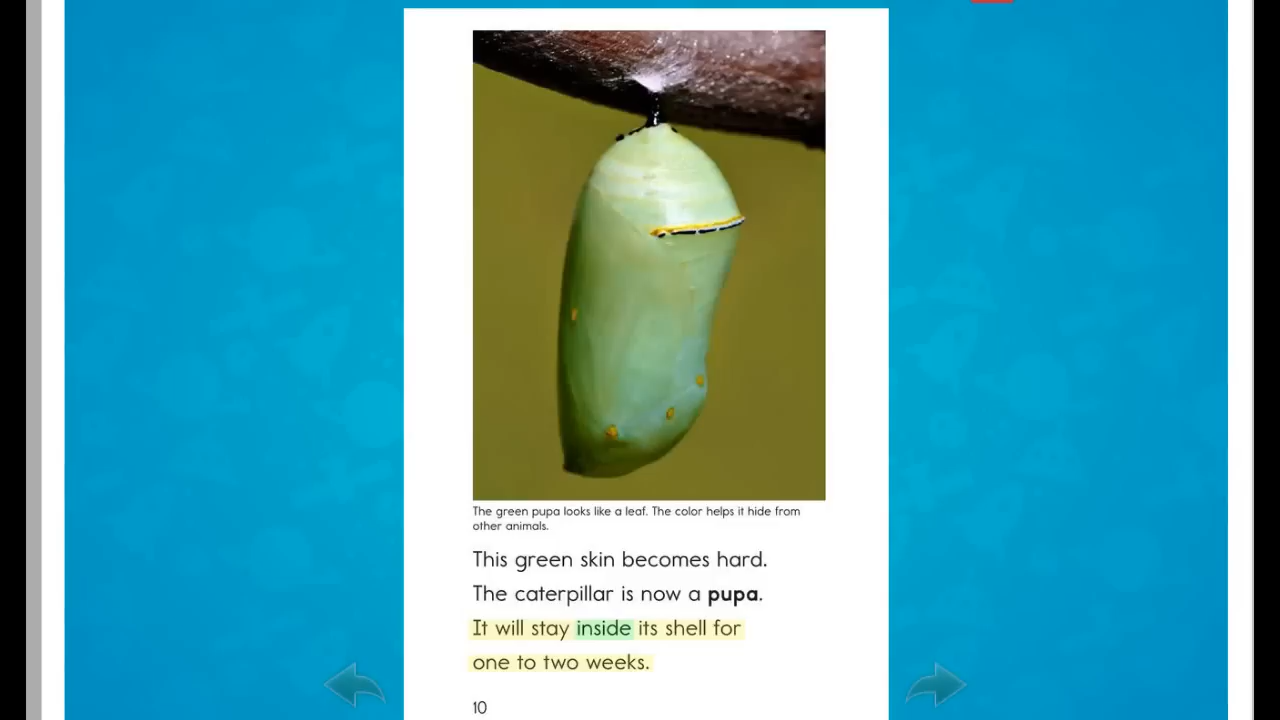 The green pupa looks like a leaf. The color helps it hide from
other animals.
This green skin becomes hard.
The caterpillar is now a pupa.
It will stay inside its shell for
one to two weeks.
10